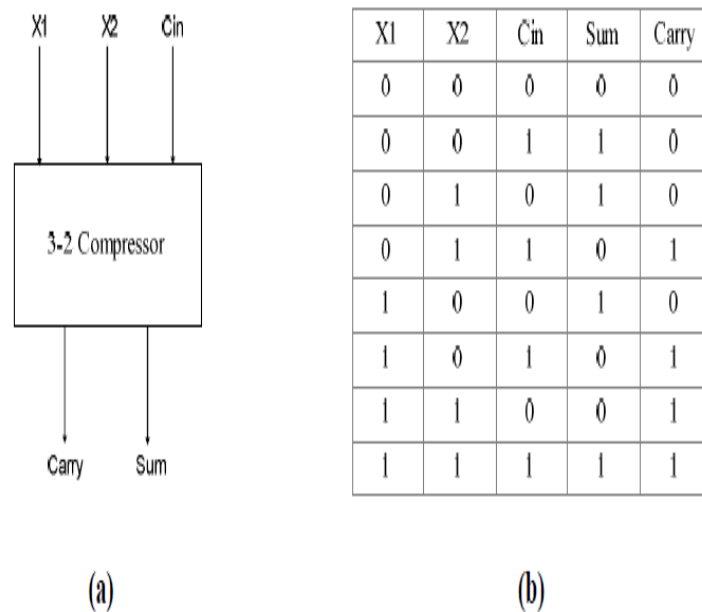 X1 X2 Cin
3-2 Compressor
Carry Sum
(a)
X1 X2 Cin Sum Carry
0 0 0 0 0
0 0 1 1 0
0 1 0 1 0
0 1 1 0 1
1 0 0 1 0
1 0 1 0 1
1 1 0 0 1
1 1 1 1 1
(b)